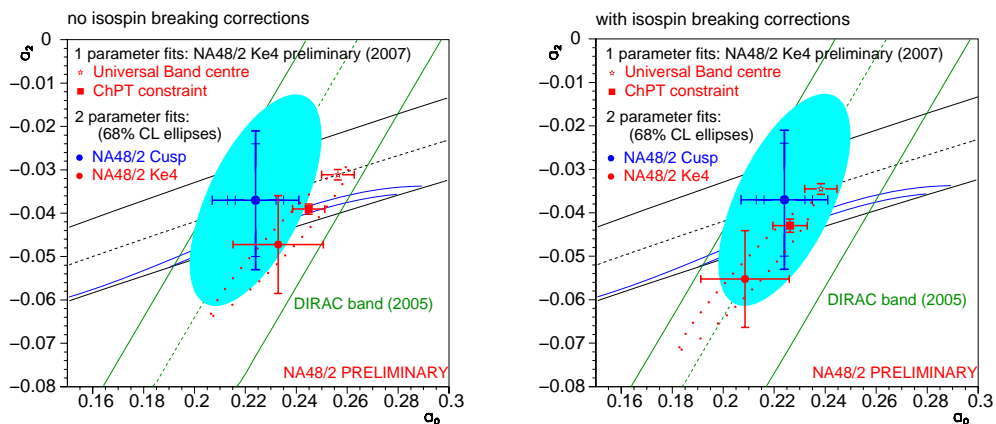 no isospin breaking corrections
a₂
0
−0.01
−0.02
−0.03
−0.04
−0.05
−0.06
−0.07
−0.08
1 parameter fits: NA48/2 Ke4 preliminary (2007)
Universal Band centre
ChPT constraint
2 parameter fits:
(68% CL ellipses)
NA48/2 Cusp
NA48/2 Ke4
DIRAC band (2005)
NA48/2 PRELIMINARY
0.16 0.18 0.2 0.22 0.24 0.26 0.28 0.3
a₀
with isospin breaking corrections
a₂
0
−0.01
−0.02
−0.03
−0.04
−0.05
−0.06
−0.07
−0.08
1 parameter fits: NA48/2 Ke4 preliminary (2007)
Universal Band centre
ChPT constraint
2 parameter fits:
(68% CL ellipses)
NA48/2 Cusp
NA48/2 Ke4
DIRAC band (2005)
NA48/2 PRELIMINARY
0.16 0.18 0.2 0.22 0.24 0.26 0.28 0.3
a₀